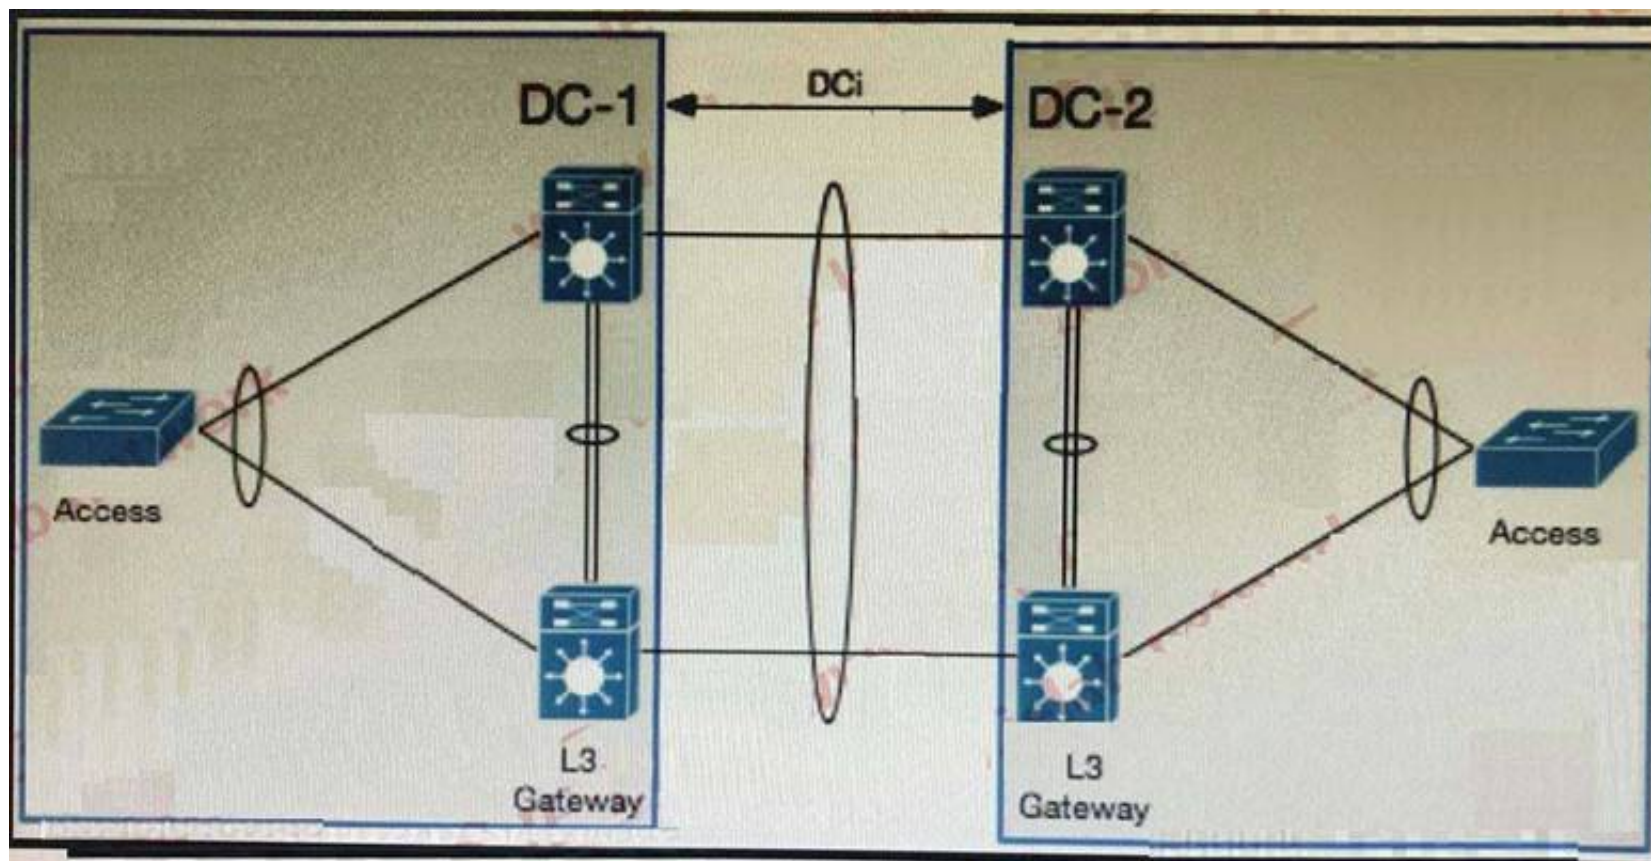 DCi
DC-1
DC-2
Access
Access
L3
Gateway
L3
Gateway